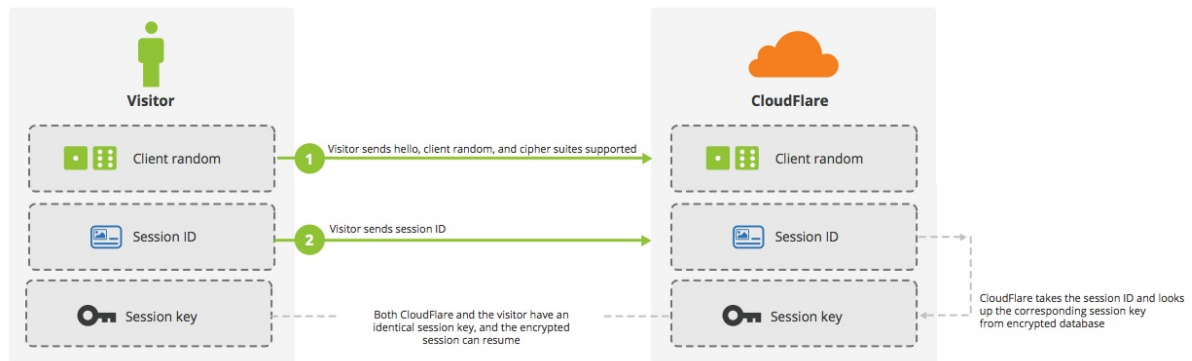 Visitor
CloudFlare
Client random
1
Visitor sends hello, client random, and cipher suites supported
Client random
Session ID
2
Visitor sends session ID
Session ID
Session key
Both CloudFlare and the visitor have an
identical session key, and the encrypted
session can resume
Session key
CloudFlare takes the session ID and looks
up the corresponding session key
from encrypted database